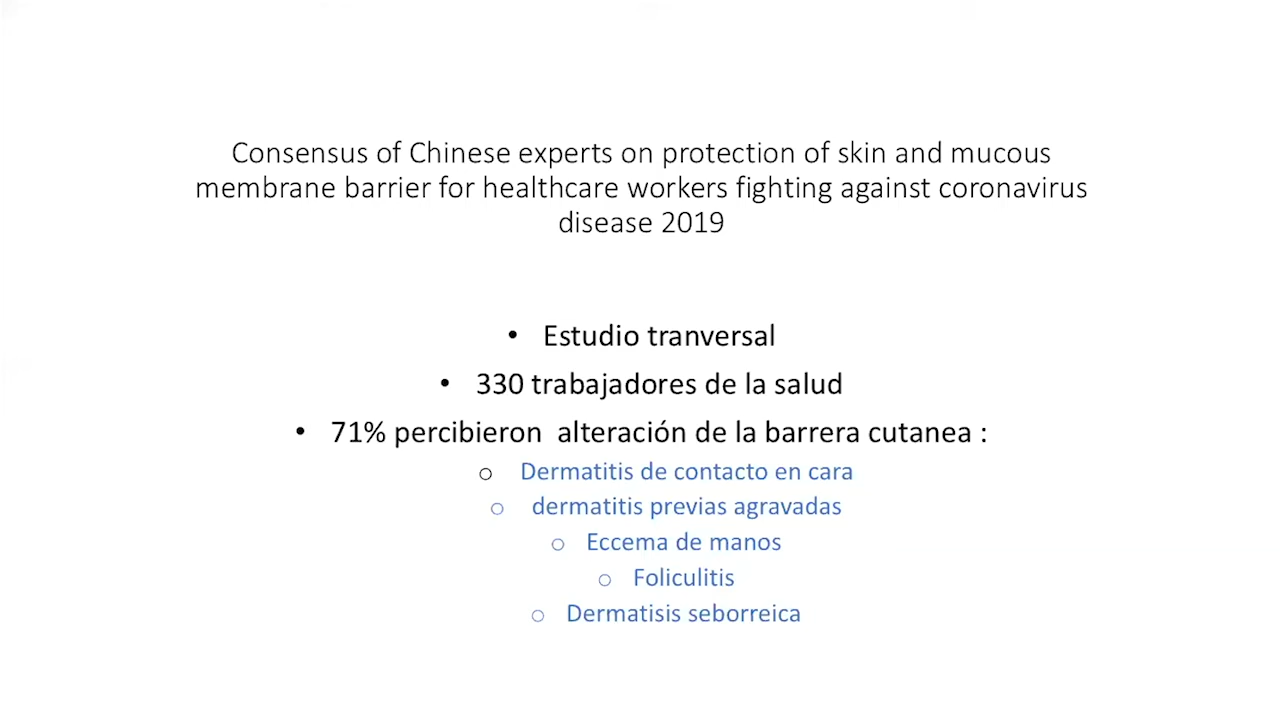 Consensus of Chinese experts on protection of skin and mucous
membrane barrier for healthcare workers fighting against coronavirus
disease 2019
• Estudio tranversal
• 330 trabajadores de la salud
• 71% percibieron alteración de la barrera cutanea :
o Dermatitis de contacto en cara
o dermatitis previas agravadas
o Eccema de manos
o Foliculitis
o Dermatisis seborreica